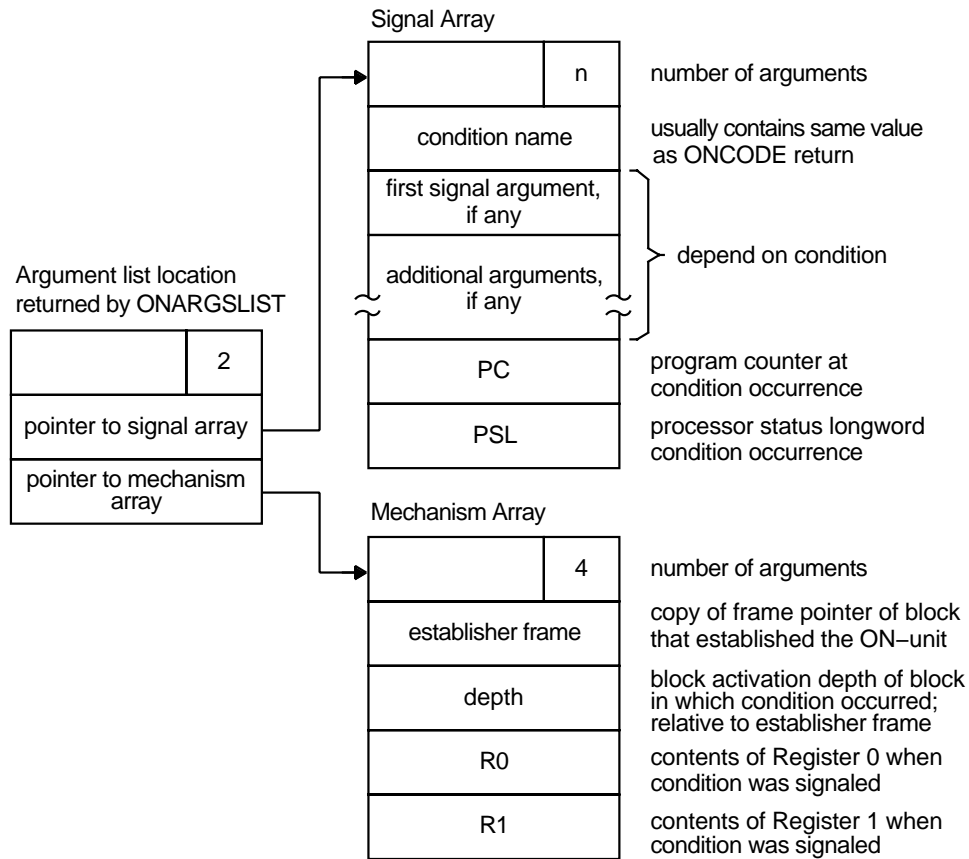 Signal Array
n
number of arguments
condition name
usually contains same value
as ONCODE return
first signal argument,
if any
additional arguments,
if any
depend on condition
PC
program counter at
condition occurrence
PSL
processor status longword
condition occurrence
Argument list location
returned by ONARGSLIST
2
pointer to signal array
pointer to mechanism
array
Mechanism Array
4
number of arguments
establisher frame
copy of frame pointer of block
that established the ON−unit
depth
block activation depth of block
in which condition occurred;
relative to establisher frame
R0
contents of Register 0 when
condition was signaled
R1
contents of Register 1 when
condition was signaled